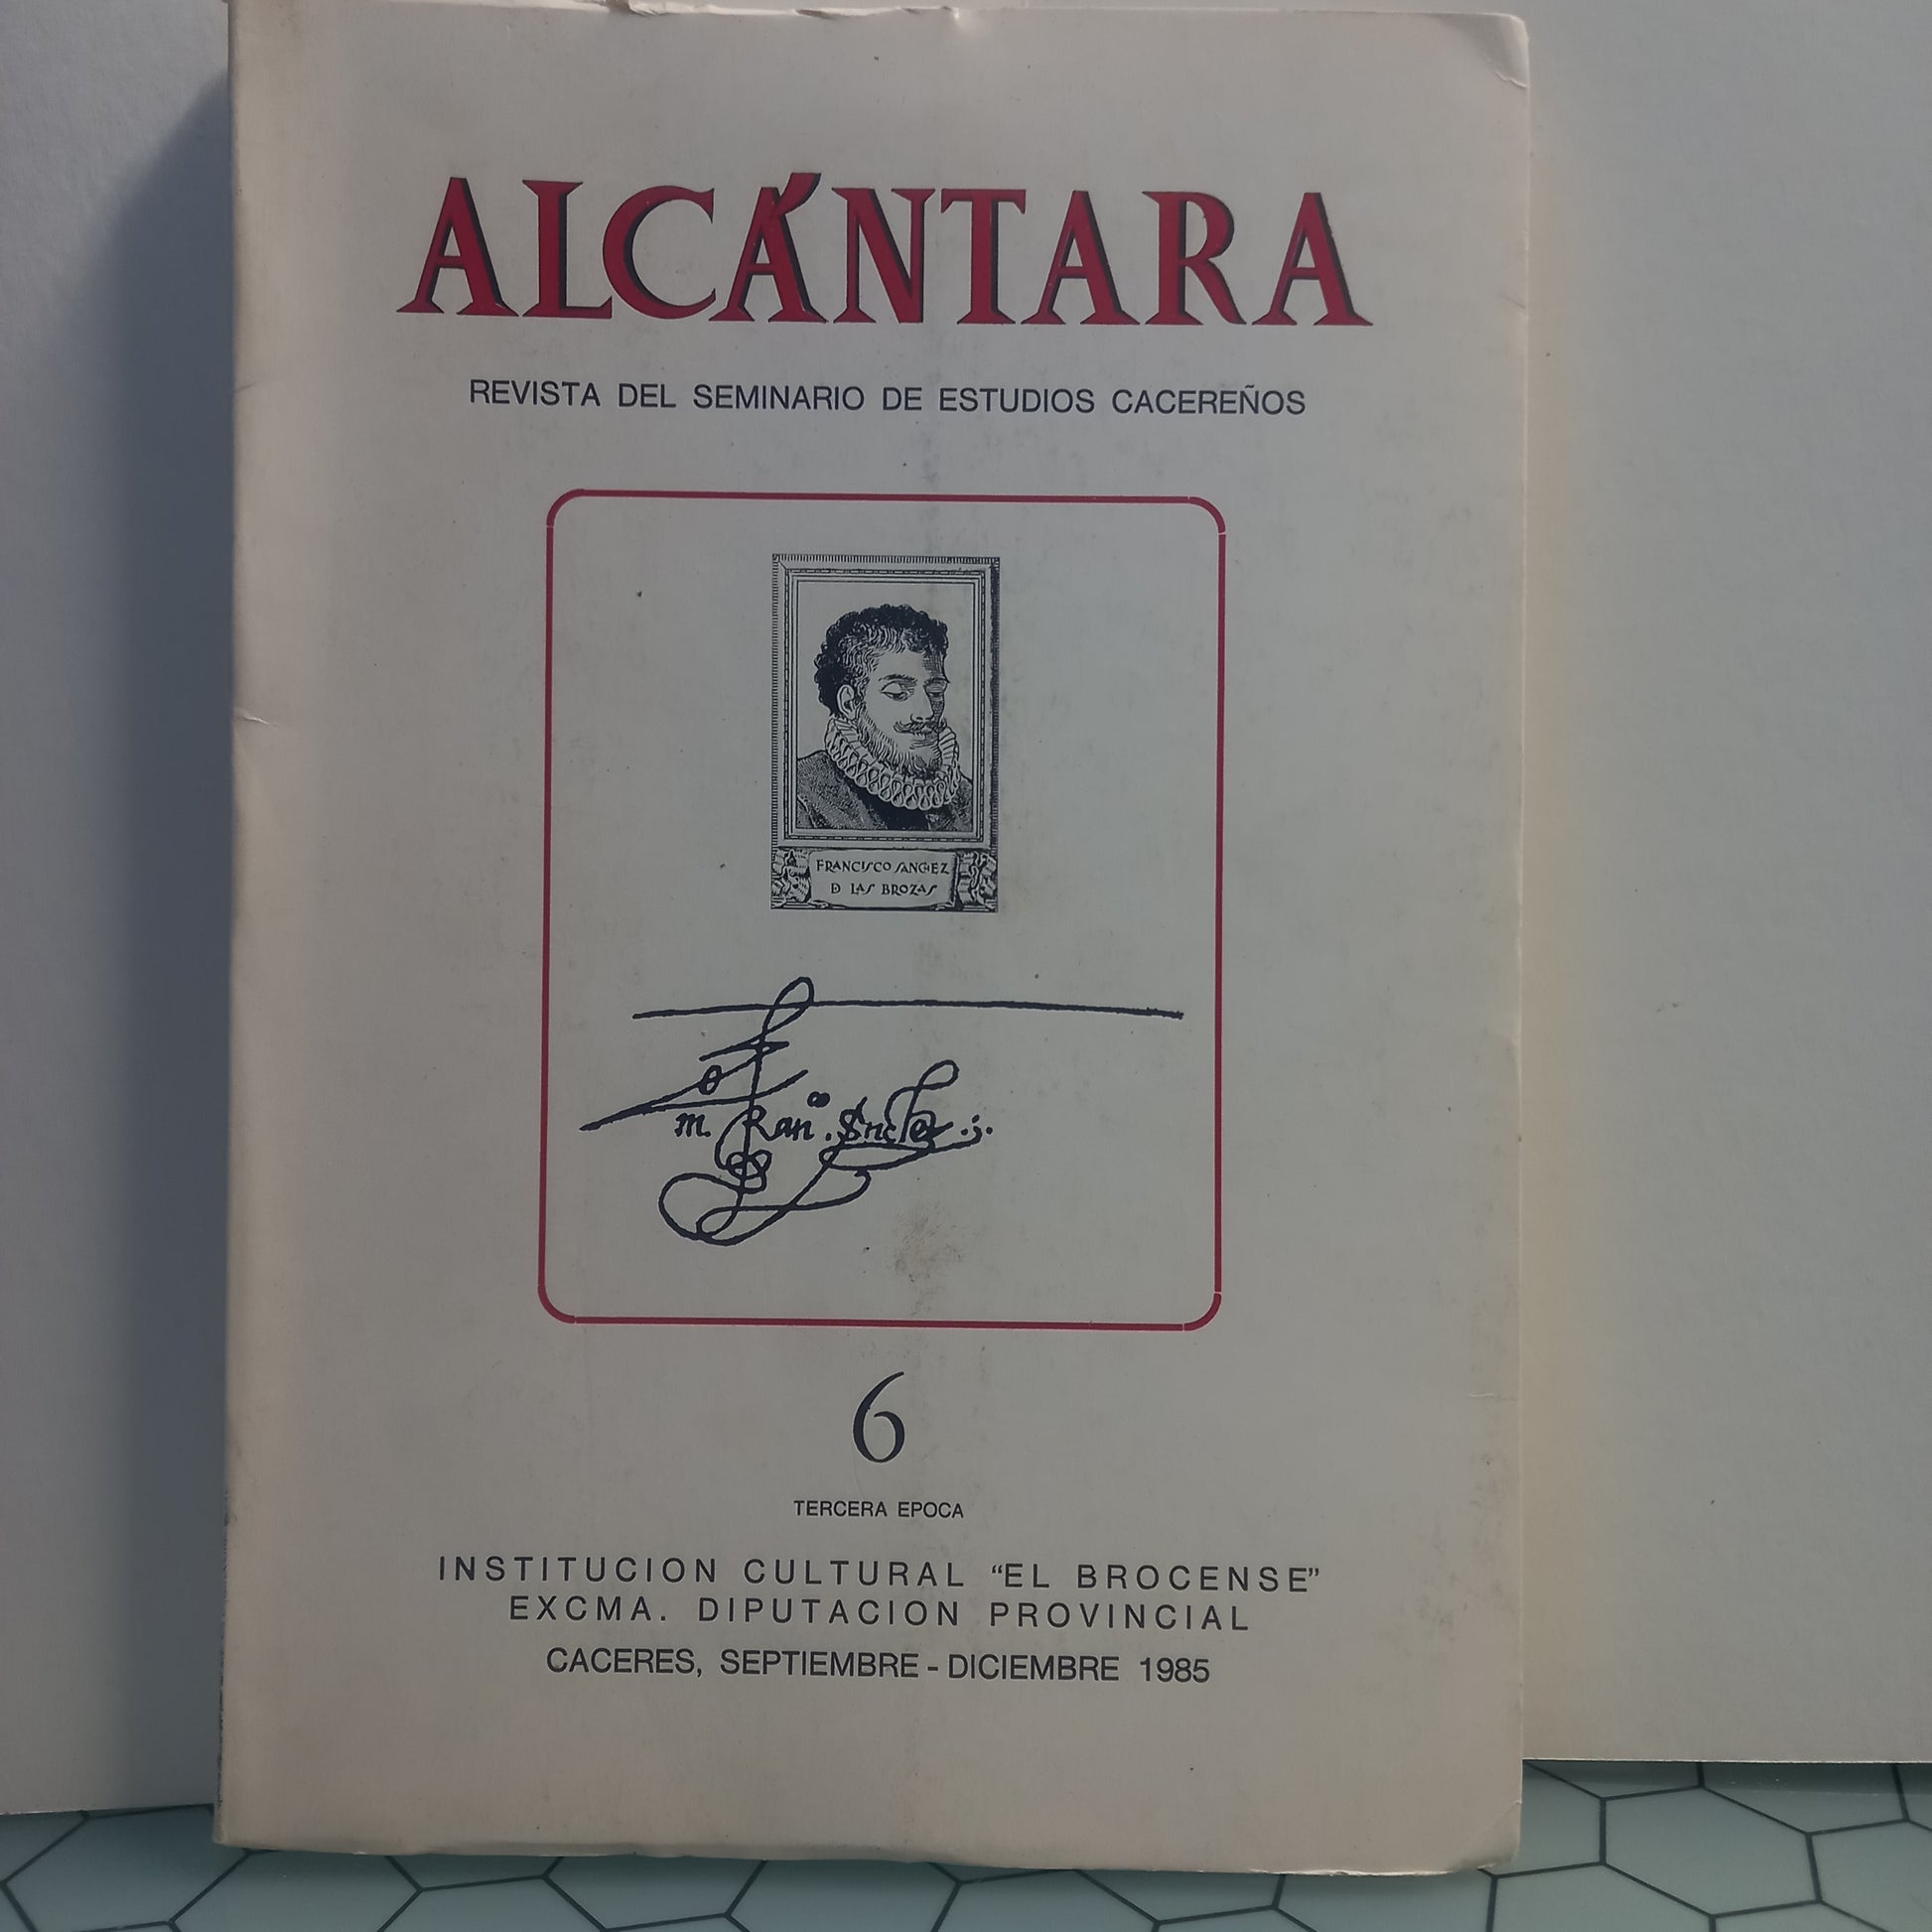 ALCÁNTARA
REVISTA DEL SEMINARIO DE ESTUDIOS CACEREÑOS
FRANCISCO SANCHEZ
D LAS BROZAS
m. Franco.
6
TERCERA EPOCA
INSTITUCION CULTURAL “EL BROCENSE”
EXCMA. DIPUTACION PROVINCIAL
CACERES, SEPTIEMBRE - DICIEMBRE 1985